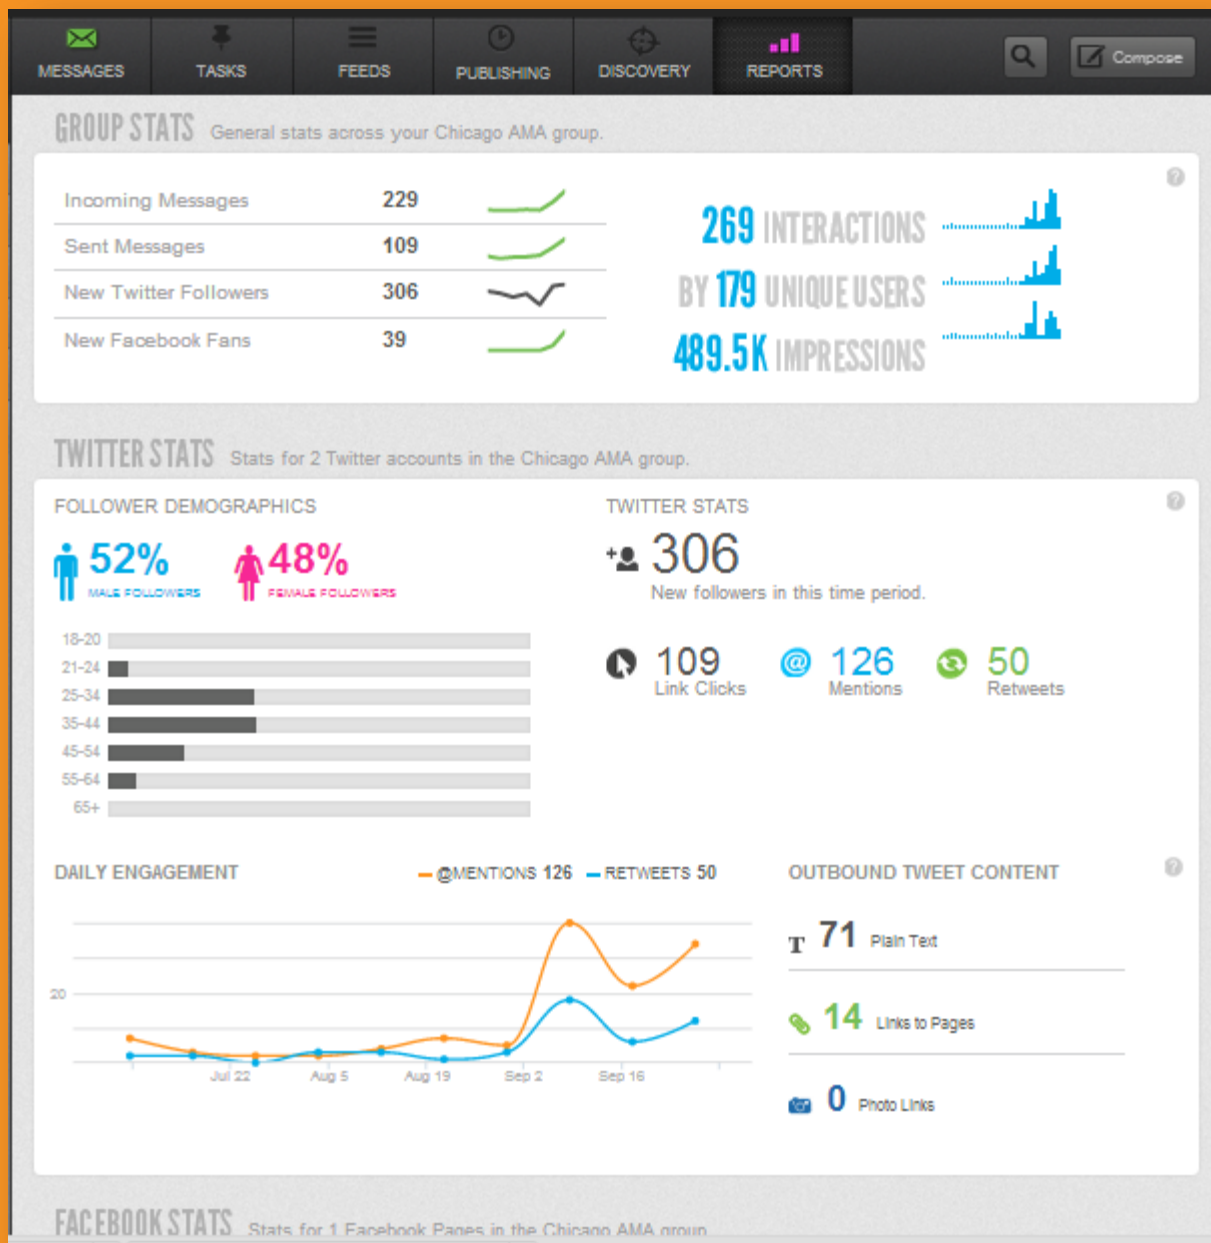 MESSAGES
TASKS
FEEDS
PUBLISHING
DISCOVERY
REPORTS
Compose
GROUP STATS General stats across your Chicago AMA group.
Incoming Messages 229
Sent Messages 109
New Twitter Followers 306
New Facebook Fans 39
269 INTERACTIONS
BY 179 UNIQUE USERS
489.5K IMPRESSIONS
TWITTER STATS Stats for 2 Twitter accounts in the Chicago AMA group.
FOLLOWER DEMOGRAPHICS
52%
MALE FOLLOWERS
48%
FEMALE FOLLOWERS
18-20
21-24
25-34
35-44
45-54
55-64
65+
TWITTER STATS
306
New followers in this time period.
109
Link Clicks
126
Mentions
50
Retweets
DAILY ENGAGEMENT
@MENTIONS 126 RETWEETS 50
20
Jul 22 Aug 5 Aug 19 Sep 2 Sep 16
OUTBOUND TWEET CONTENT
T 71 Plain Text
14 Links to Pages
0 Photo Links
FACEBOOK STATS Stats for 1 Facebook Pages in the Chicago AMA group